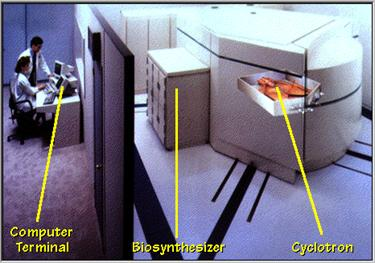 Computer
Terminal
Biosynthesizer
Cyclotron